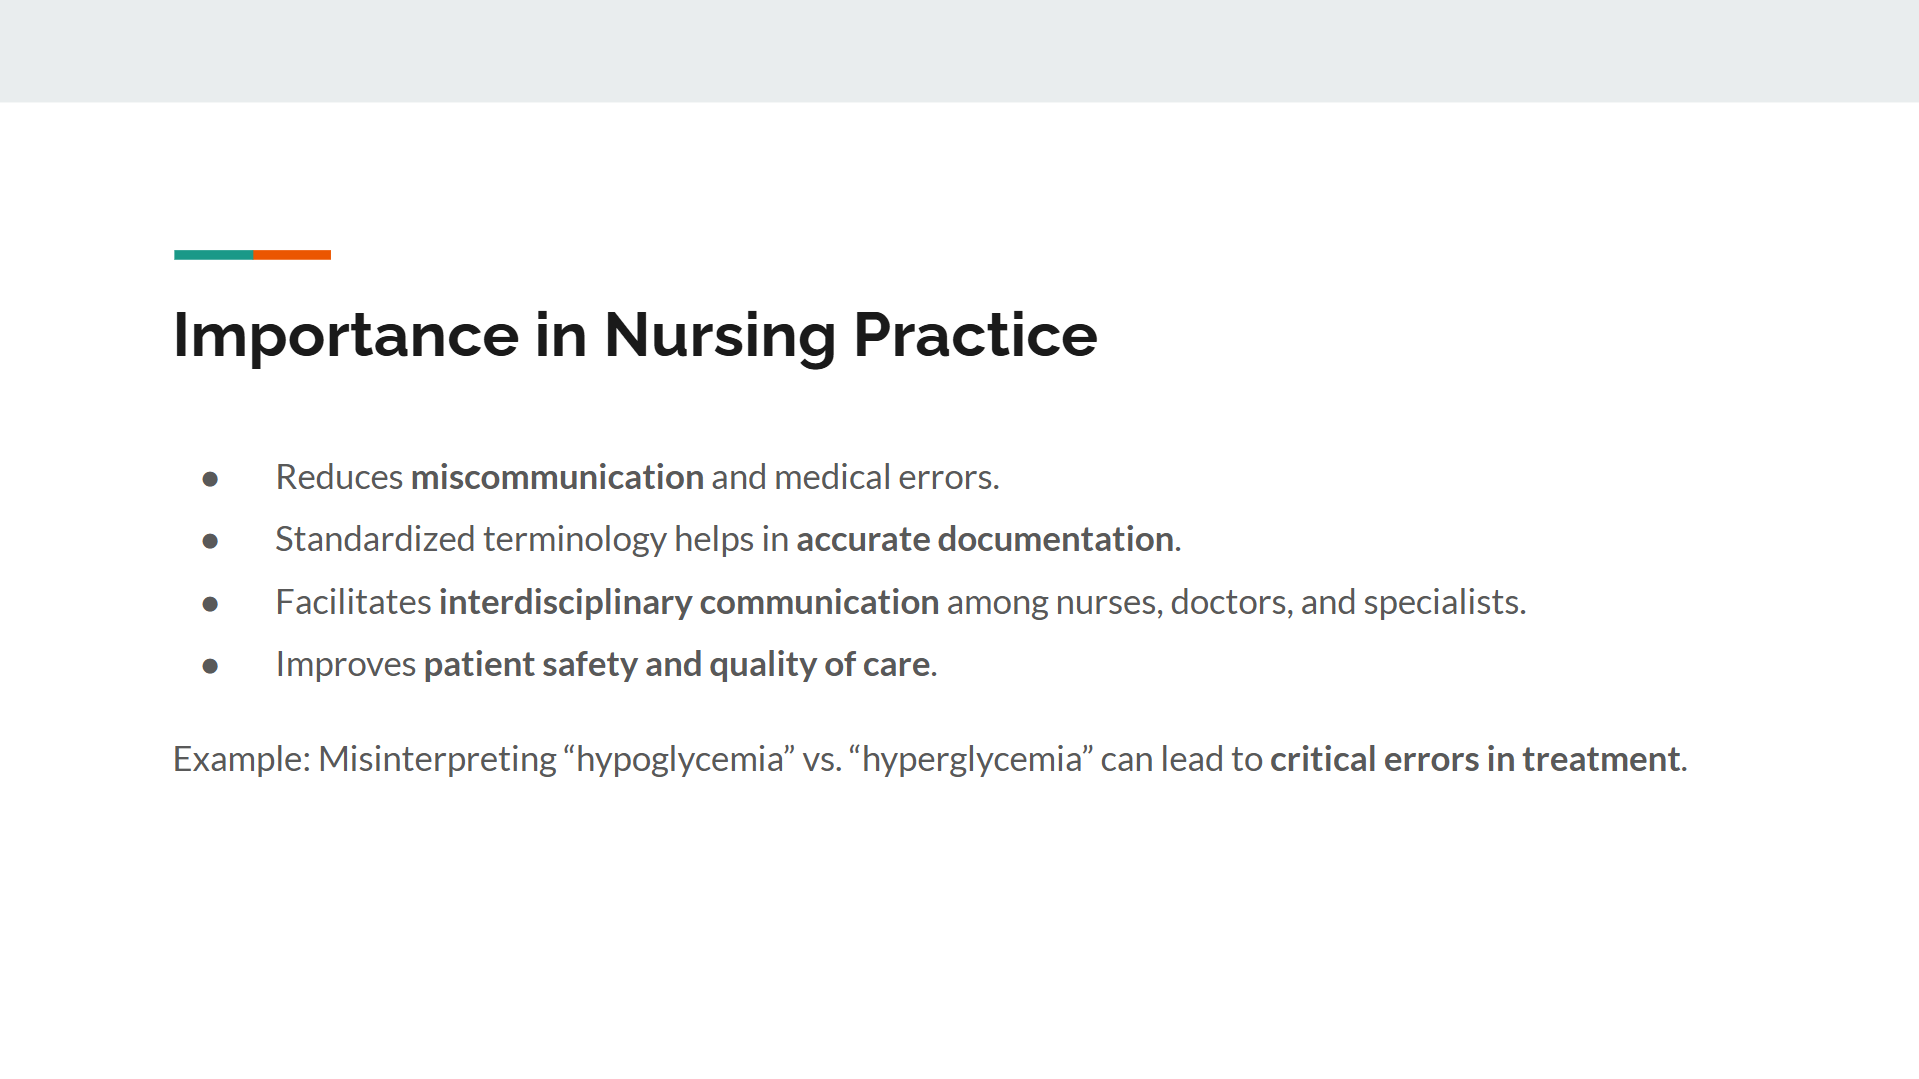 Importance in Nursing Practice
● Reduces miscommunication and medical errors.
● Standardized terminology helps in accurate documentation.
● Facilitates interdisciplinary communication among nurses, doctors, and specialists.
● Improves patient safety and quality of care.
Example: Misinterpreting “hypoglycemia” vs. “hyperglycemia” can lead to critical errors in treatment.